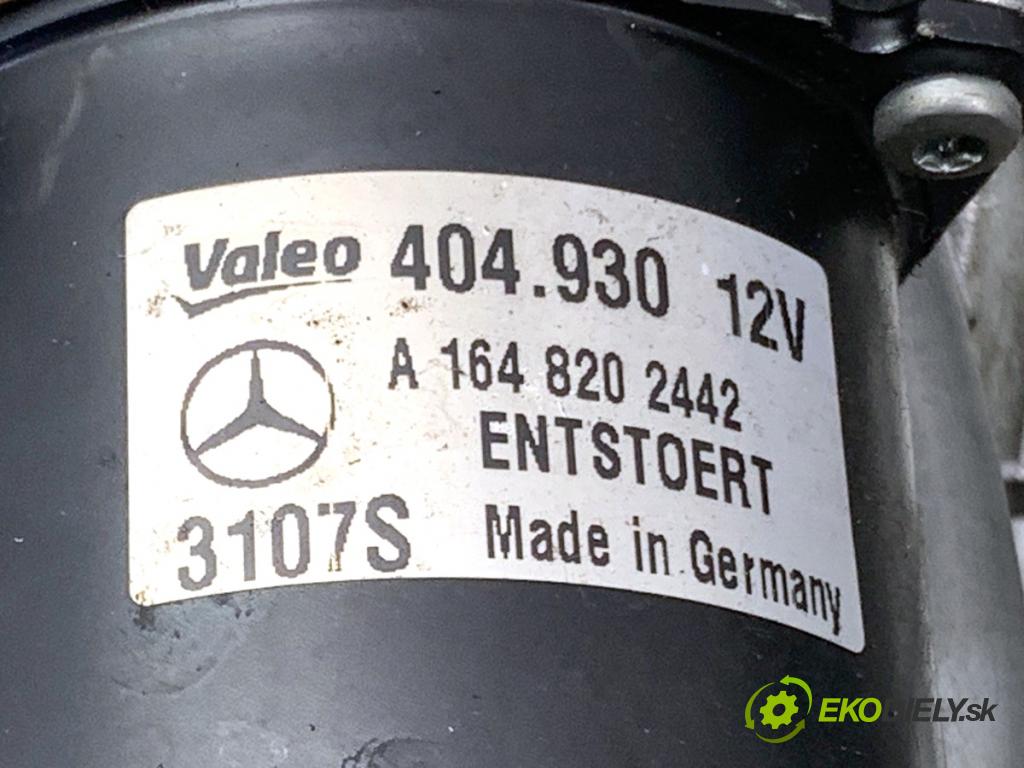 Valeo 404.930 12V
A 164 820 2442
ENTSTOERT
3107S Made in Germany
EKODIELY.sk